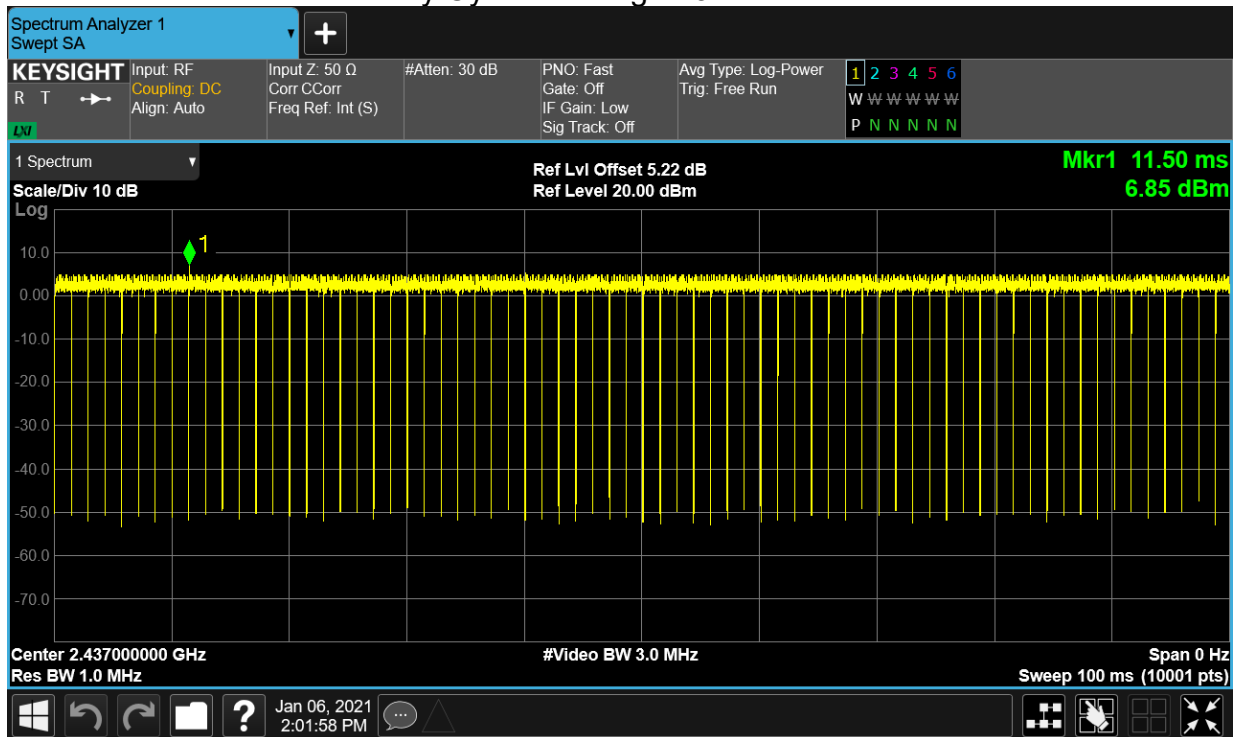 Spectrum Analyzer 1
Swept SA
KEYSIGHT
R T
LXI
Input: RF
Coupling: DC
Align: Auto
Input Z: 50 Ω
Corr CCorr
Freq Ref: Int (S)
#Atten: 30 dB
PNO: Fast
Gate: Off
IF Gain: Low
Sig Track: Off
Avg Type: Log-Power
Trig: Free Run
1 2 3 4 5 6
W W W W W W
P N N N N N
1 Spectrum
Scale/Div 10 dB
Log
Ref Lvl Offset 5.22 dB
Ref Level 20.00 dBm
Mkr1 11.50 ms
6.85 dBm
1
10.0
0.00
-10.0
-20.0
-30.0
-40.0
-50.0
-60.0
-70.0
Center 2.437000000 GHz
Res BW 1.0 MHz
#Video BW 3.0 MHz
Span 0 Hz
Sweep 100 ms (10001 pts)
Jan 06, 2021
2:01:58 PM